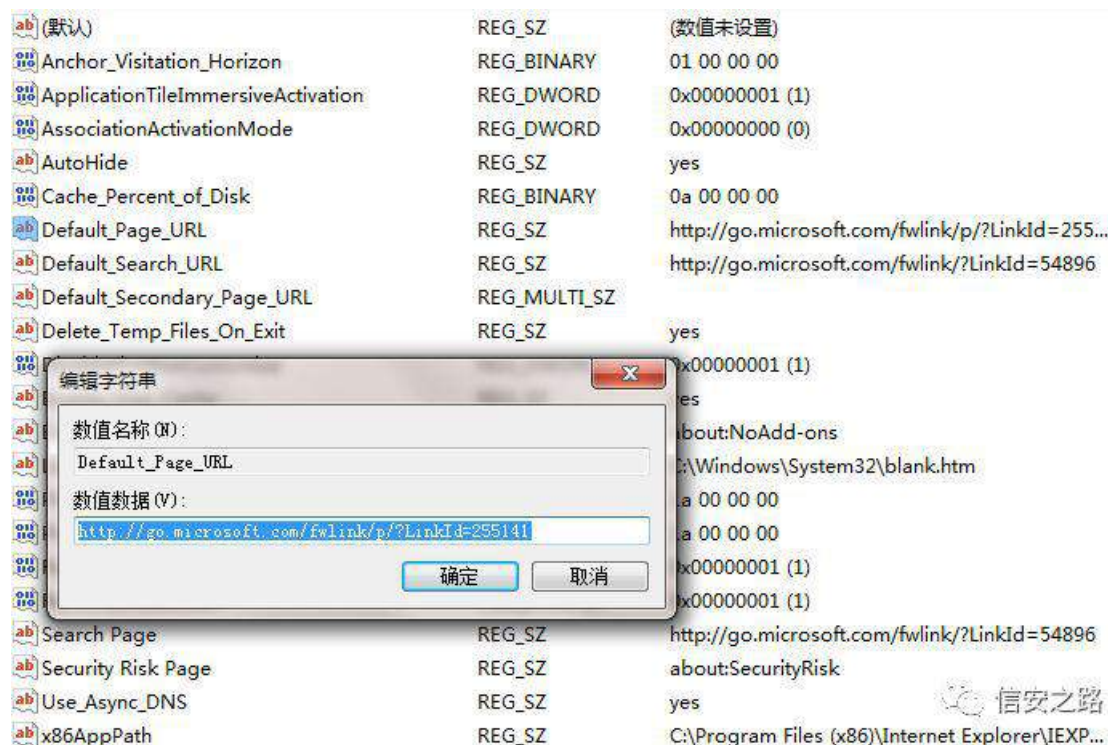 (默认) REG_SZ (数值未设置)
Anchor_Visitation_Horizon REG_BINARY 01 00 00 00
ApplicationTileImmersiveActivation REG_DWORD 0x00000001 (1)
AssociationActivationMode REG_DWORD 0x00000000 (0)
AutoHide REG_SZ yes
Cache_Percent_of_Disk REG_BINARY 0a 00 00 00
Default_Page_URL REG_SZ http://go.microsoft.com/fwlink/p/?LinkId=255...
Default_Search_URL REG_SZ http://go.microsoft.com/fwlink/?LinkId=54896
Default_Secondary_Page_URL REG_MULTI_SZ
Delete_Temp_Files_On_Exit REG_SZ yes
x00000001 (1)
编辑字符串
es
数值名称(N):
bout:NoAdd-ons
Default_Page_URL
:\Windows\System32\blank.htm
数值数据(V):
a 00 00 00
http://go.microsoft.com/fwlink/p/?LinkId=255141
a 00 00 00
确定 取消
x00000001 (1)
x00000001 (1)
Search Page REG_SZ http://go.microsoft.com/fwlink/?LinkId=54896
Security Risk Page REG_SZ about:SecurityRisk
Use_Async_DNS REG_SZ yes
信安之路
x86AppPath REG_SZ C:\Program Files (x86)\Internet Explorer\IEXP...